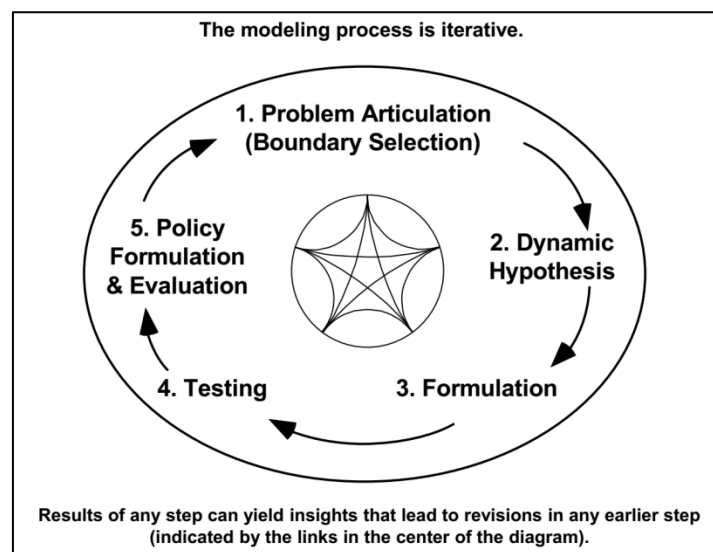 The modeling process is iterative.
1. Problem Articulation
(Boundary Selection)
2. Dynamic
Hypothesis
3. Formulation
4. Testing
5. Policy
Formulation
& Evaluation
Results of any step can yield insights that lead to revisions in any earlier step
(indicated by the links in the center of the diagram).